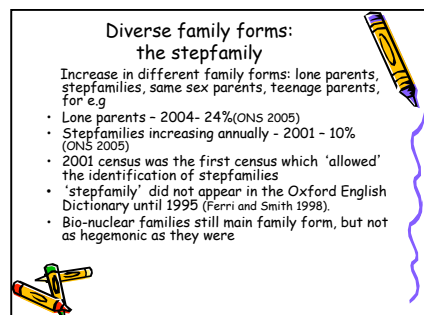 Diverse family forms:
the stepfamily
Increase in different family forms: lone parents,
stepfamilies, same sex parents, teenage parents,
for e.g
• Lone parents – 2004- 24%(ONS 2005)
• Stepfamilies increasing annually - 2001 – 10%
(ONS 2005)
• 2001 census was the first census which ‘allowed’
the identification of stepfamilies
• ‘stepfamily’ did not appear in the Oxford English
Dictionary until 1995 (Ferri and Smith 1998).
• Bio-nuclear families still main family form, but not
as hegemonic as they were